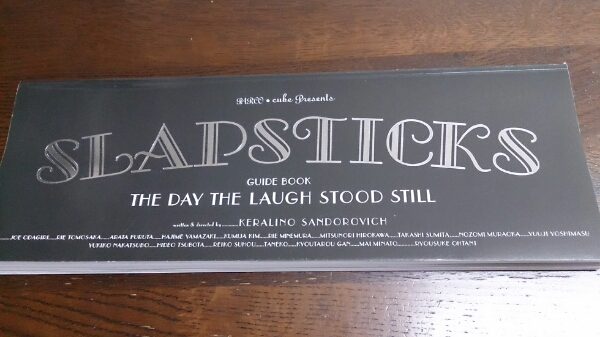 PARCO • cube Presents
SLAPSTICKS
GUIDE BOOK
THE DAY THE LAUGH STOOD STILL
written & directed by........KERALINO SANDOROVICH
JOE ODAGIRI....RIE TOMOSAKA....ARATA FURUTA....HAJIME YAMAZAKI....KUMIJA KIM....RIE MINEMURA....MITSUNORI HIROKAWA....TAKASHI SUMITA....NOZOMI MURAOKA....YUUJI YOSHIMASU
YUKIKO NAKATSUBO....HIDEO TSUBOTA....REIKO SUHOU....TANEKO....KYOUTAROU GAN....MAI MINATO........RYOUSUKE OHTANI